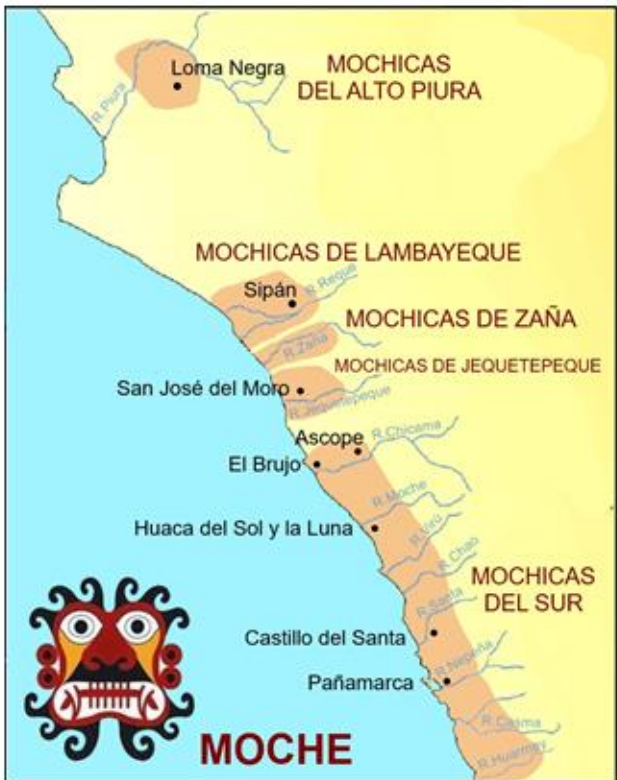 Loma Negra
MOCHICAS
DEL ALTO PIURA
R.Piura
MOCHICAS DE LAMBAYEQUE
R.Reque
Sipán
MOCHICAS DE ZAÑA
R.Zaña
MOCHICAS DE JEQUETEPEQUE
San José del Moro
R.Jequetepeque
Ascope
R.Chicama
El Brujo
R.Moche
Huaca del Sol y la Luna
R.Virú
R.Chao
MOCHICAS
DEL SUR
R.Santa
Castillo del Santa
R.Nepeña
Pañamarca
R.Casma
R.Huarmey
MOCHE